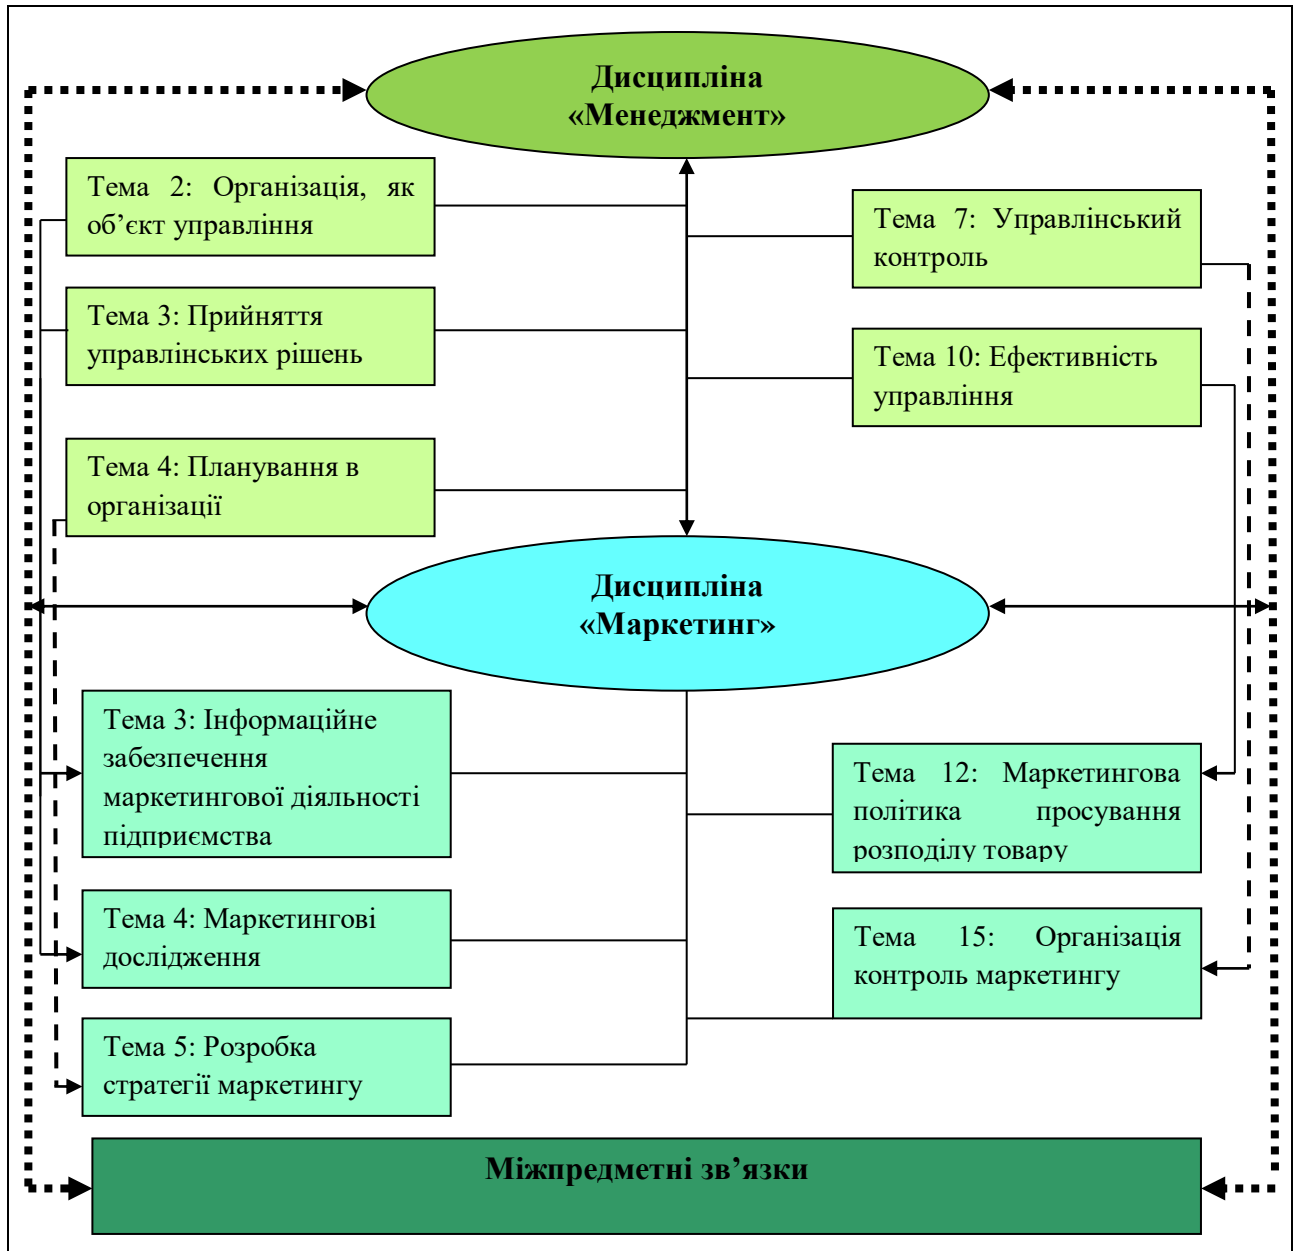 Дисципліна
«Менеджмент»
Тема 2: Організація, як
об’єкт управління
Тема 7: Управлінський
контроль
Тема 3: Прийняття
управлінських рішень
Тема 10: Ефективність
управління
Тема 4: Планування в
організації
Дисципліна
«Маркетинг»
Тема 3: Інформаційне
забезпечення
маркетингової діяльності
підприємства
Тема 12: Маркетингова
політика просування
розподілу товару
Тема 4: Маркетингові
дослідження
Тема 15: Організація
контроль маркетингу
Тема 5: Розробка
стратегії маркетингу
Міжпредметні зв’язки